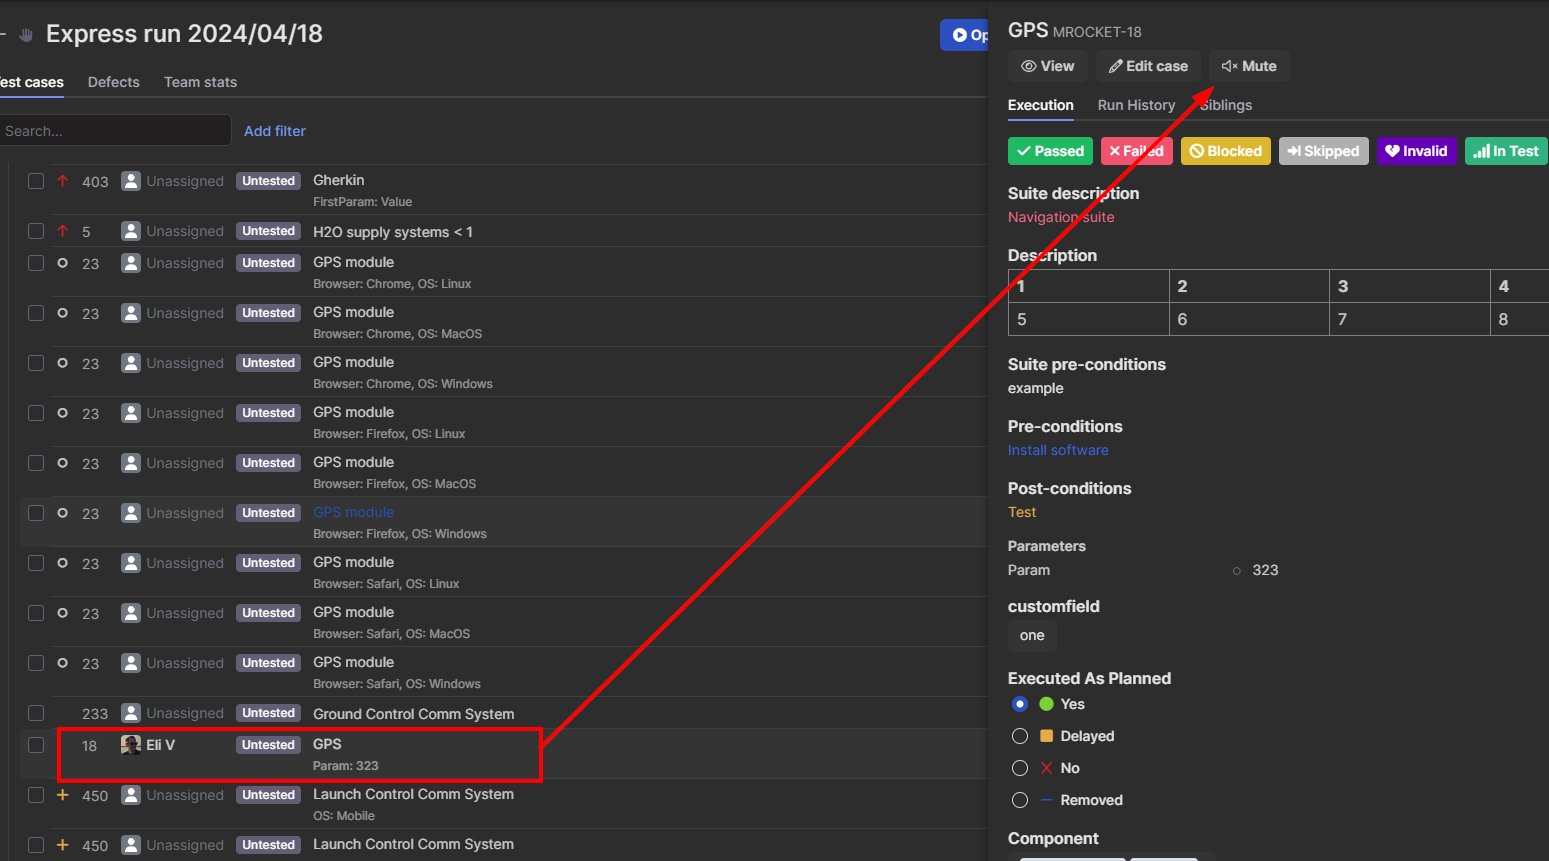 Express run 2024/04/18
Test cases Defects Team stats
Search... Add filter
403 Unassigned Untested Gherkin
FirstParam: Value
5 Unassigned Untested H2O supply systems < 1
23 Unassigned Untested GPS module
Browser: Chrome, OS: Linux
23 Unassigned Untested GPS module
Browser: Chrome, OS: MacOS
23 Unassigned Untested GPS module
Browser: Chrome, OS: Windows
23 Unassigned Untested GPS module
Browser: Firefox, OS: Linux
23 Unassigned Untested GPS module
Browser: Firefox, OS: MacOS
23 Unassigned Untested GPS module
Browser: Firefox, OS: Windows
23 Unassigned Untested GPS module
Browser: Safari, OS: Linux
23 Unassigned Untested GPS module
Browser: Safari, OS: MacOS
23 Unassigned Untested GPS module
Browser: Safari, OS: Windows
233 Unassigned Untested Ground Control Comm System
18 Eli V Untested GPS
Param: 323
450 Unassigned Untested Launch Control Comm System
OS: Mobile
450 Unassigned Untested Launch Control Comm System
Op
GPS MROCKET-18
View Edit case Mute
Execution Run History Siblings
Passed Failed Blocked Skipped Invalid In Test
Suite description
Navigation suite
Description
1 2 3 4
5 6 7 8
Suite pre-conditions
example
Pre-conditions
Install software
Post-conditions
Test
Parameters
Param 323
customfield
one
Executed As Planned
Yes
Delayed
No
Removed
Component